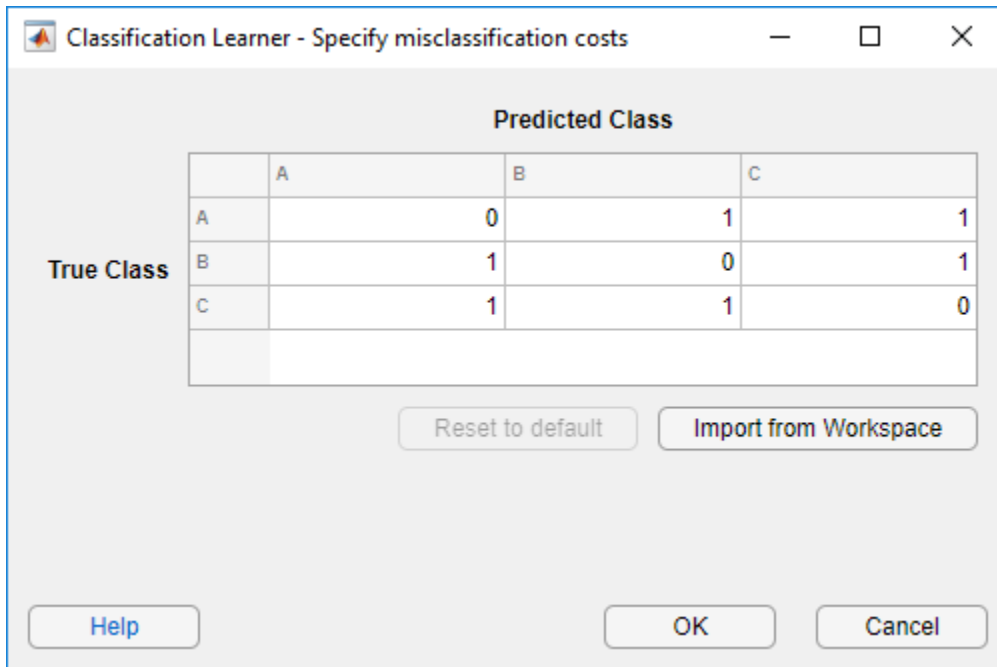 Classification Learner - Specify misclassification costs
Predicted Class
A B C
A 0 1 1
True Class B 1 0 1
C 1 1 0
Reset to default Import from Workspace
Help OK Cancel